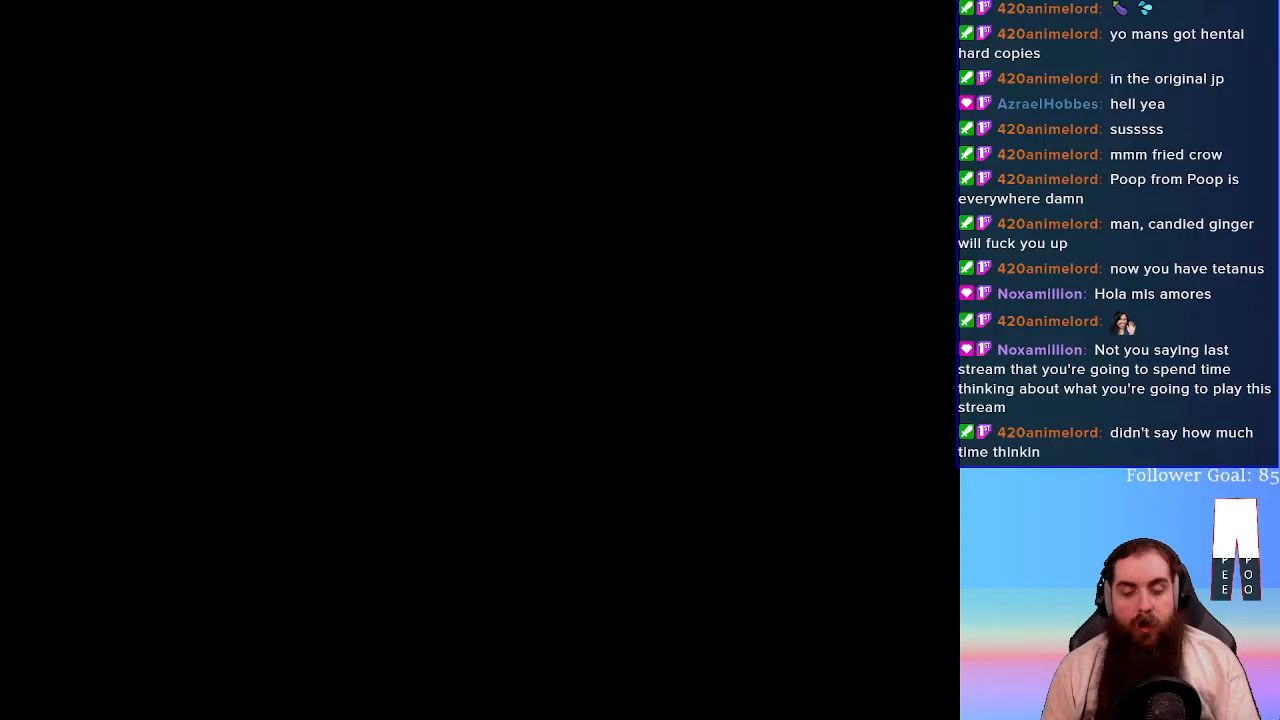 420animelord:
420animelord: yo mans got hentai
hard copies
420animelord: in the original jp
AzraelHobbes: hell yea
420animelord: susssss
420animelord: mmm fried crow
420animelord: Poop from Poop is
everywhere damn
420animelord: man, candied ginger
will fuck you up
420animelord: now you have tetanus
Noxamillion: Hola mis amores
420animelord:
Noxamillion: Not you saying last
stream that you're going to spend time
thinking about what you're going to play this
stream
420animelord: didn't say how much
time thinkin
Follower Goal: 85
P P
E O
E O